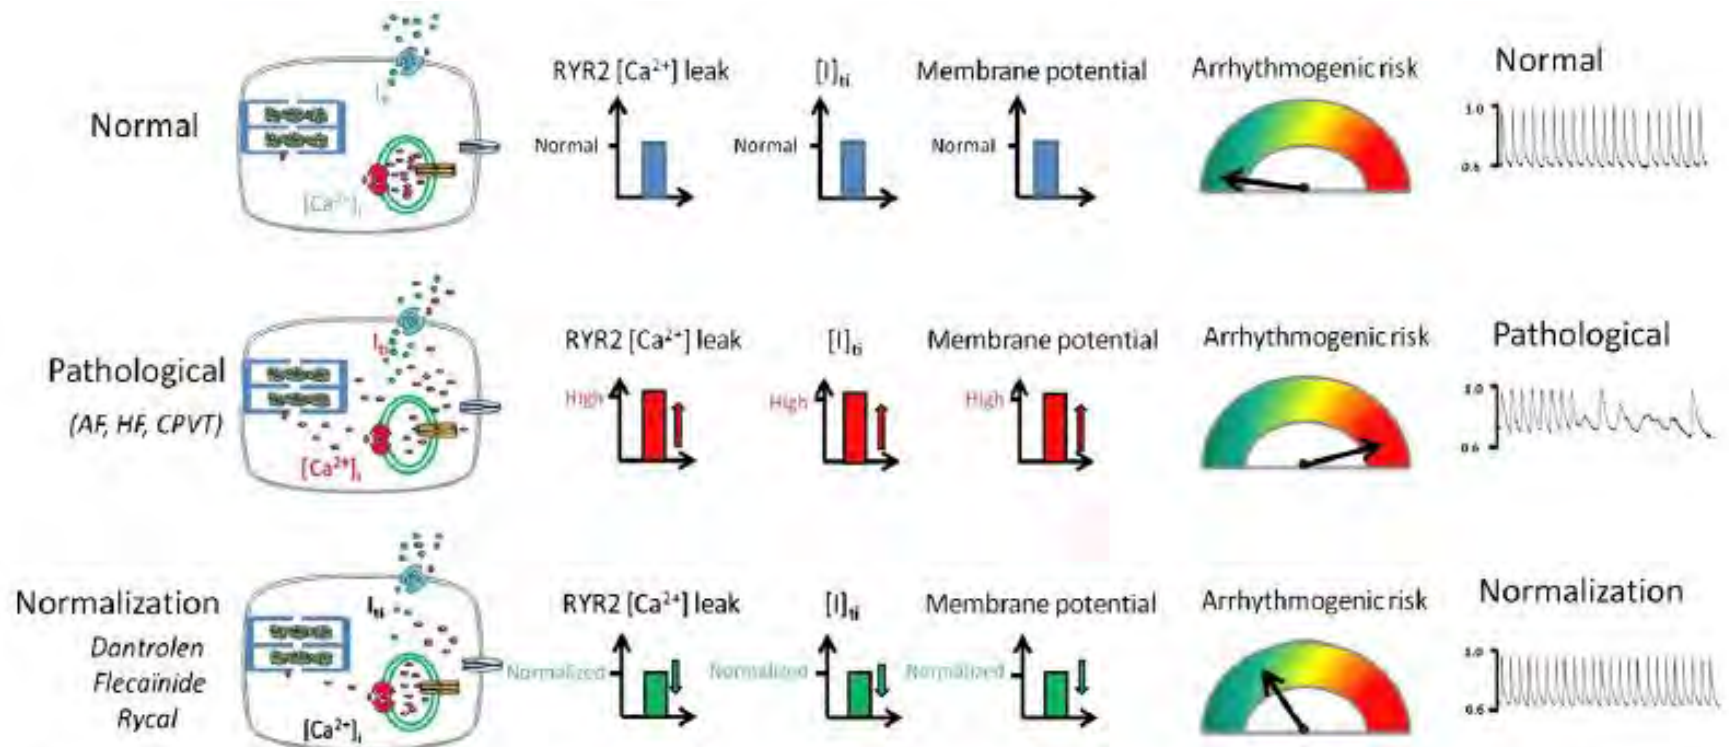 RYR2 [Ca²⁺] leak
[I]ti
Membrane potential
Arrhythmogenic risk
Normal
Normal
Normal
Normal
Normal
1.0
0.6
[Ca²⁺]i
RYR2 [Ca²⁺] leak
[I]ti
Membrane potential
Arrhythmogenic risk
Pathological
Pathological
(AF, HF, CPVT)
Iti
[Ca²⁺]i
High
High
High
1.0
0.6
RYR2 [Ca²⁺] leak
[I]ti
Membrane potential
Arrhythmogenic risk
Normalization
Normalization
Dantrolen
Flecaïnide
Rycal
Iti
[Ca²⁺]i
Normalized
Normalized
Normalized
1.0
0.6